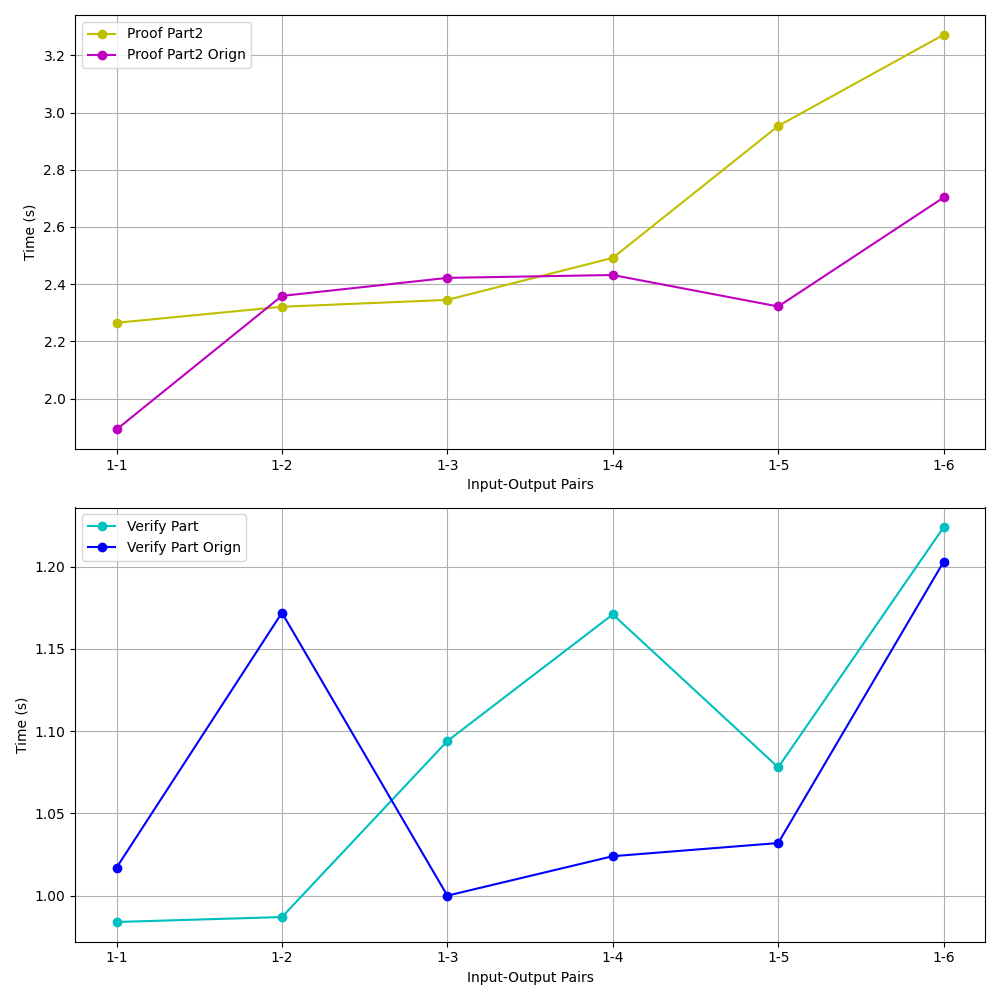 Proof Part2
Proof Part2 Orign
3.2
3.0
2.8
2.6
2.4
2.2
2.0
Time (s)
1-1 1-2 1-3 1-4 1-5 1-6
Input-Output Pairs
Verify Part
Verify Part Orign
1.20
1.15
1.10
1.05
1.00
Time (s)
1-1 1-2 1-3 1-4 1-5 1-6
Input-Output Pairs